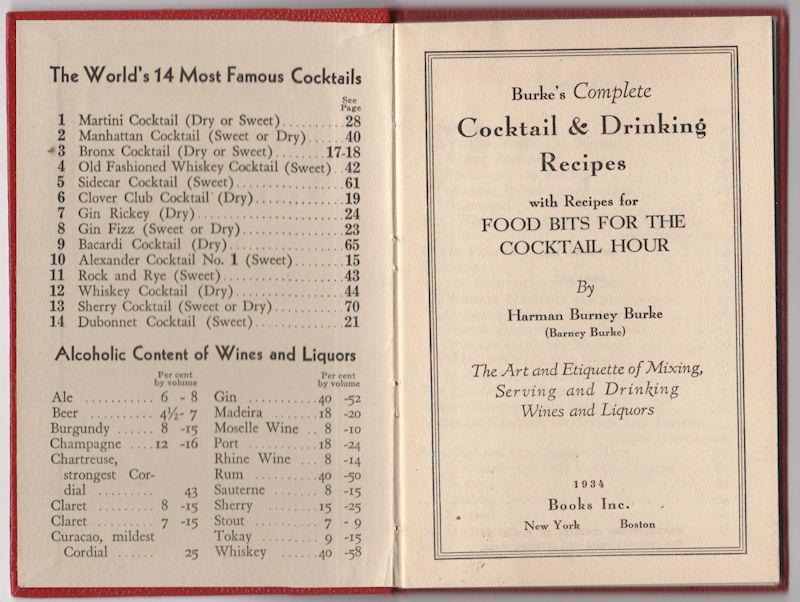 The World's 14 Most Famous Cocktails
See
Page
1 Martini Cocktail (Dry or Sweet)..........28
2 Manhattan Cocktail (Sweet or Dry).....40
3 Bronx Cocktail (Dry or Sweet)........17-18
4 Old Fashioned Whiskey Cocktail (Sweet)..42
5 Sidecar Cocktail (Sweet)................61
6 Clover Club Cocktail (Dry)..............19
7 Gin Rickey (Dry)........................24
8 Gin Fizz (Sweet or Dry).................23
9 Bacardi Cocktail (Dry)..................65
10 Alexander Cocktail No. 1 (Sweet).......15
11 Rock and Rye (Sweet)...................43
12 Whiskey Cocktail (Dry).................44
13 Sherry Cocktail (Sweet or Dry).........70
14 Dubonnet Cocktail (Sweet)..............21
Alcoholic Content of Wines and Liquors
Per cent
by volume
Ale ........... 6 - 8
Beer .......... 4½- 7
Burgundy ...... 8 -15
Champagne ....12 -16
Chartreuse,
strongest Cor-
dial ......... 43
Claret ........ 8 -15
Claret ........ 7 -15
Curacao, mildest
Cordial ...... 25
Per cent
by volume
Gin ...........40 -52
Madeira .......18 -20
Moselle Wine .. 8 -10
Port ..........18 -24
Rhine Wine ... 8 -14
Rum ..........40 -50
Sauterne ...... 8 -15
Sherry ........15 -25
Stout ......... 7 - 9
Tokay ......... 9 -15
Whiskey ......40 -58
Burke's Complete
Cocktail & Drinking
Recipes
with Recipes for
FOOD BITS FOR THE
COCKTAIL HOUR
By
Harman Burney Burke
(Barney Burke)
The Art and Etiquette of Mixing,
Serving and Drinking
Wines and Liquors
1934
Books Inc.
New York Boston